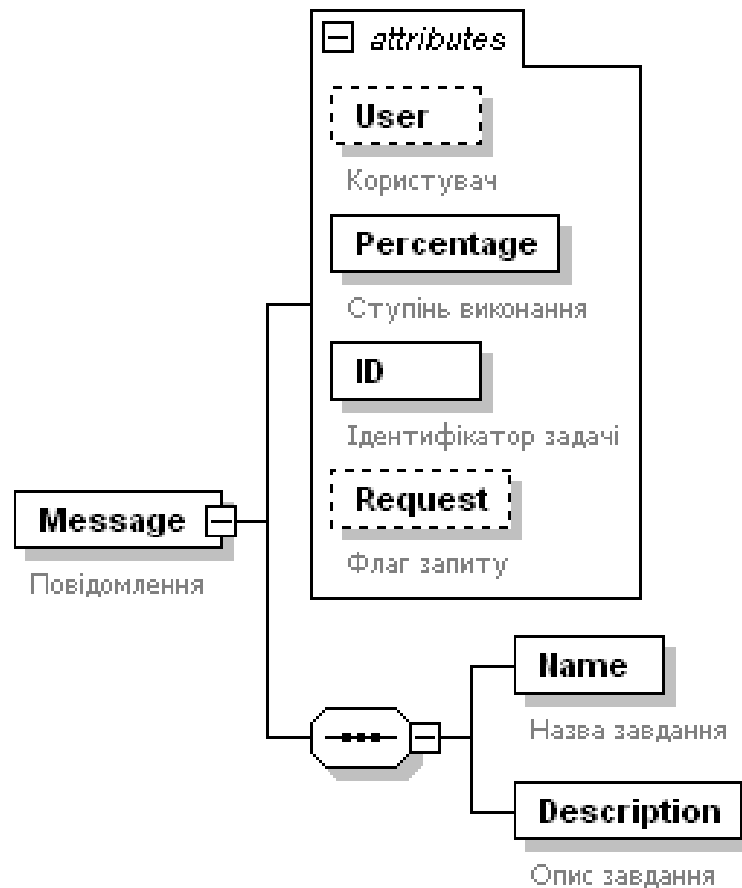 attributes
User
Користувач
Percentage
Ступінь виконання
ID
Ідентифікатор задачі
Request
Флаг запиту
Message
Повідомлення
Name
Назва завдання
Description
Опис завдання